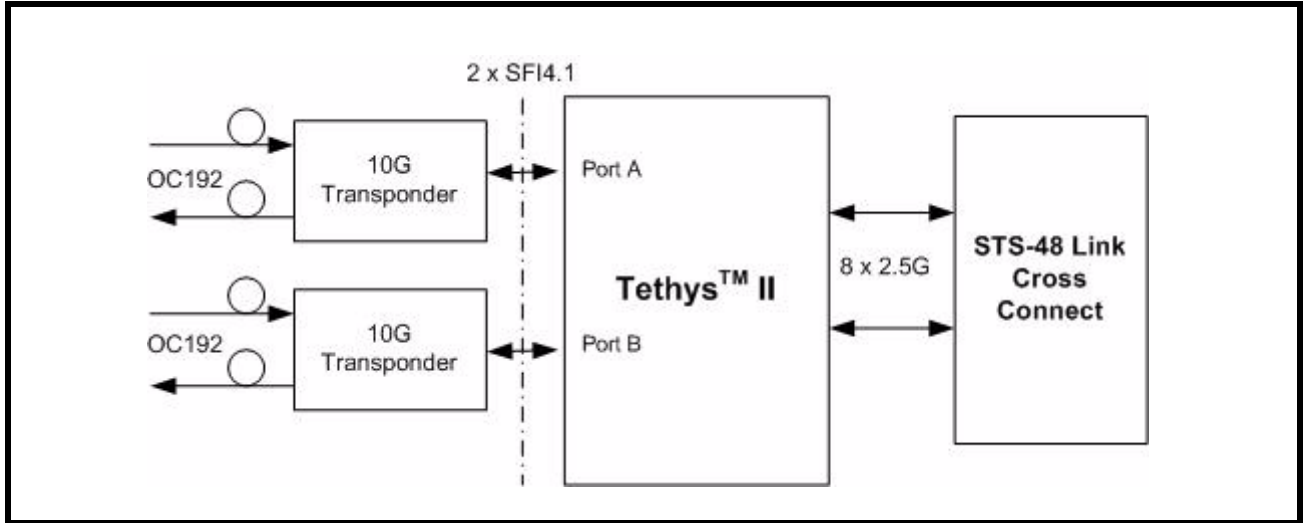 2 x SFI4.1
OC192
10G
Transponder
Port A
OC192
10G
Transponder
Port B
Tethys™ II
8 x 2.5G
STS-48 Link
Cross
Connect